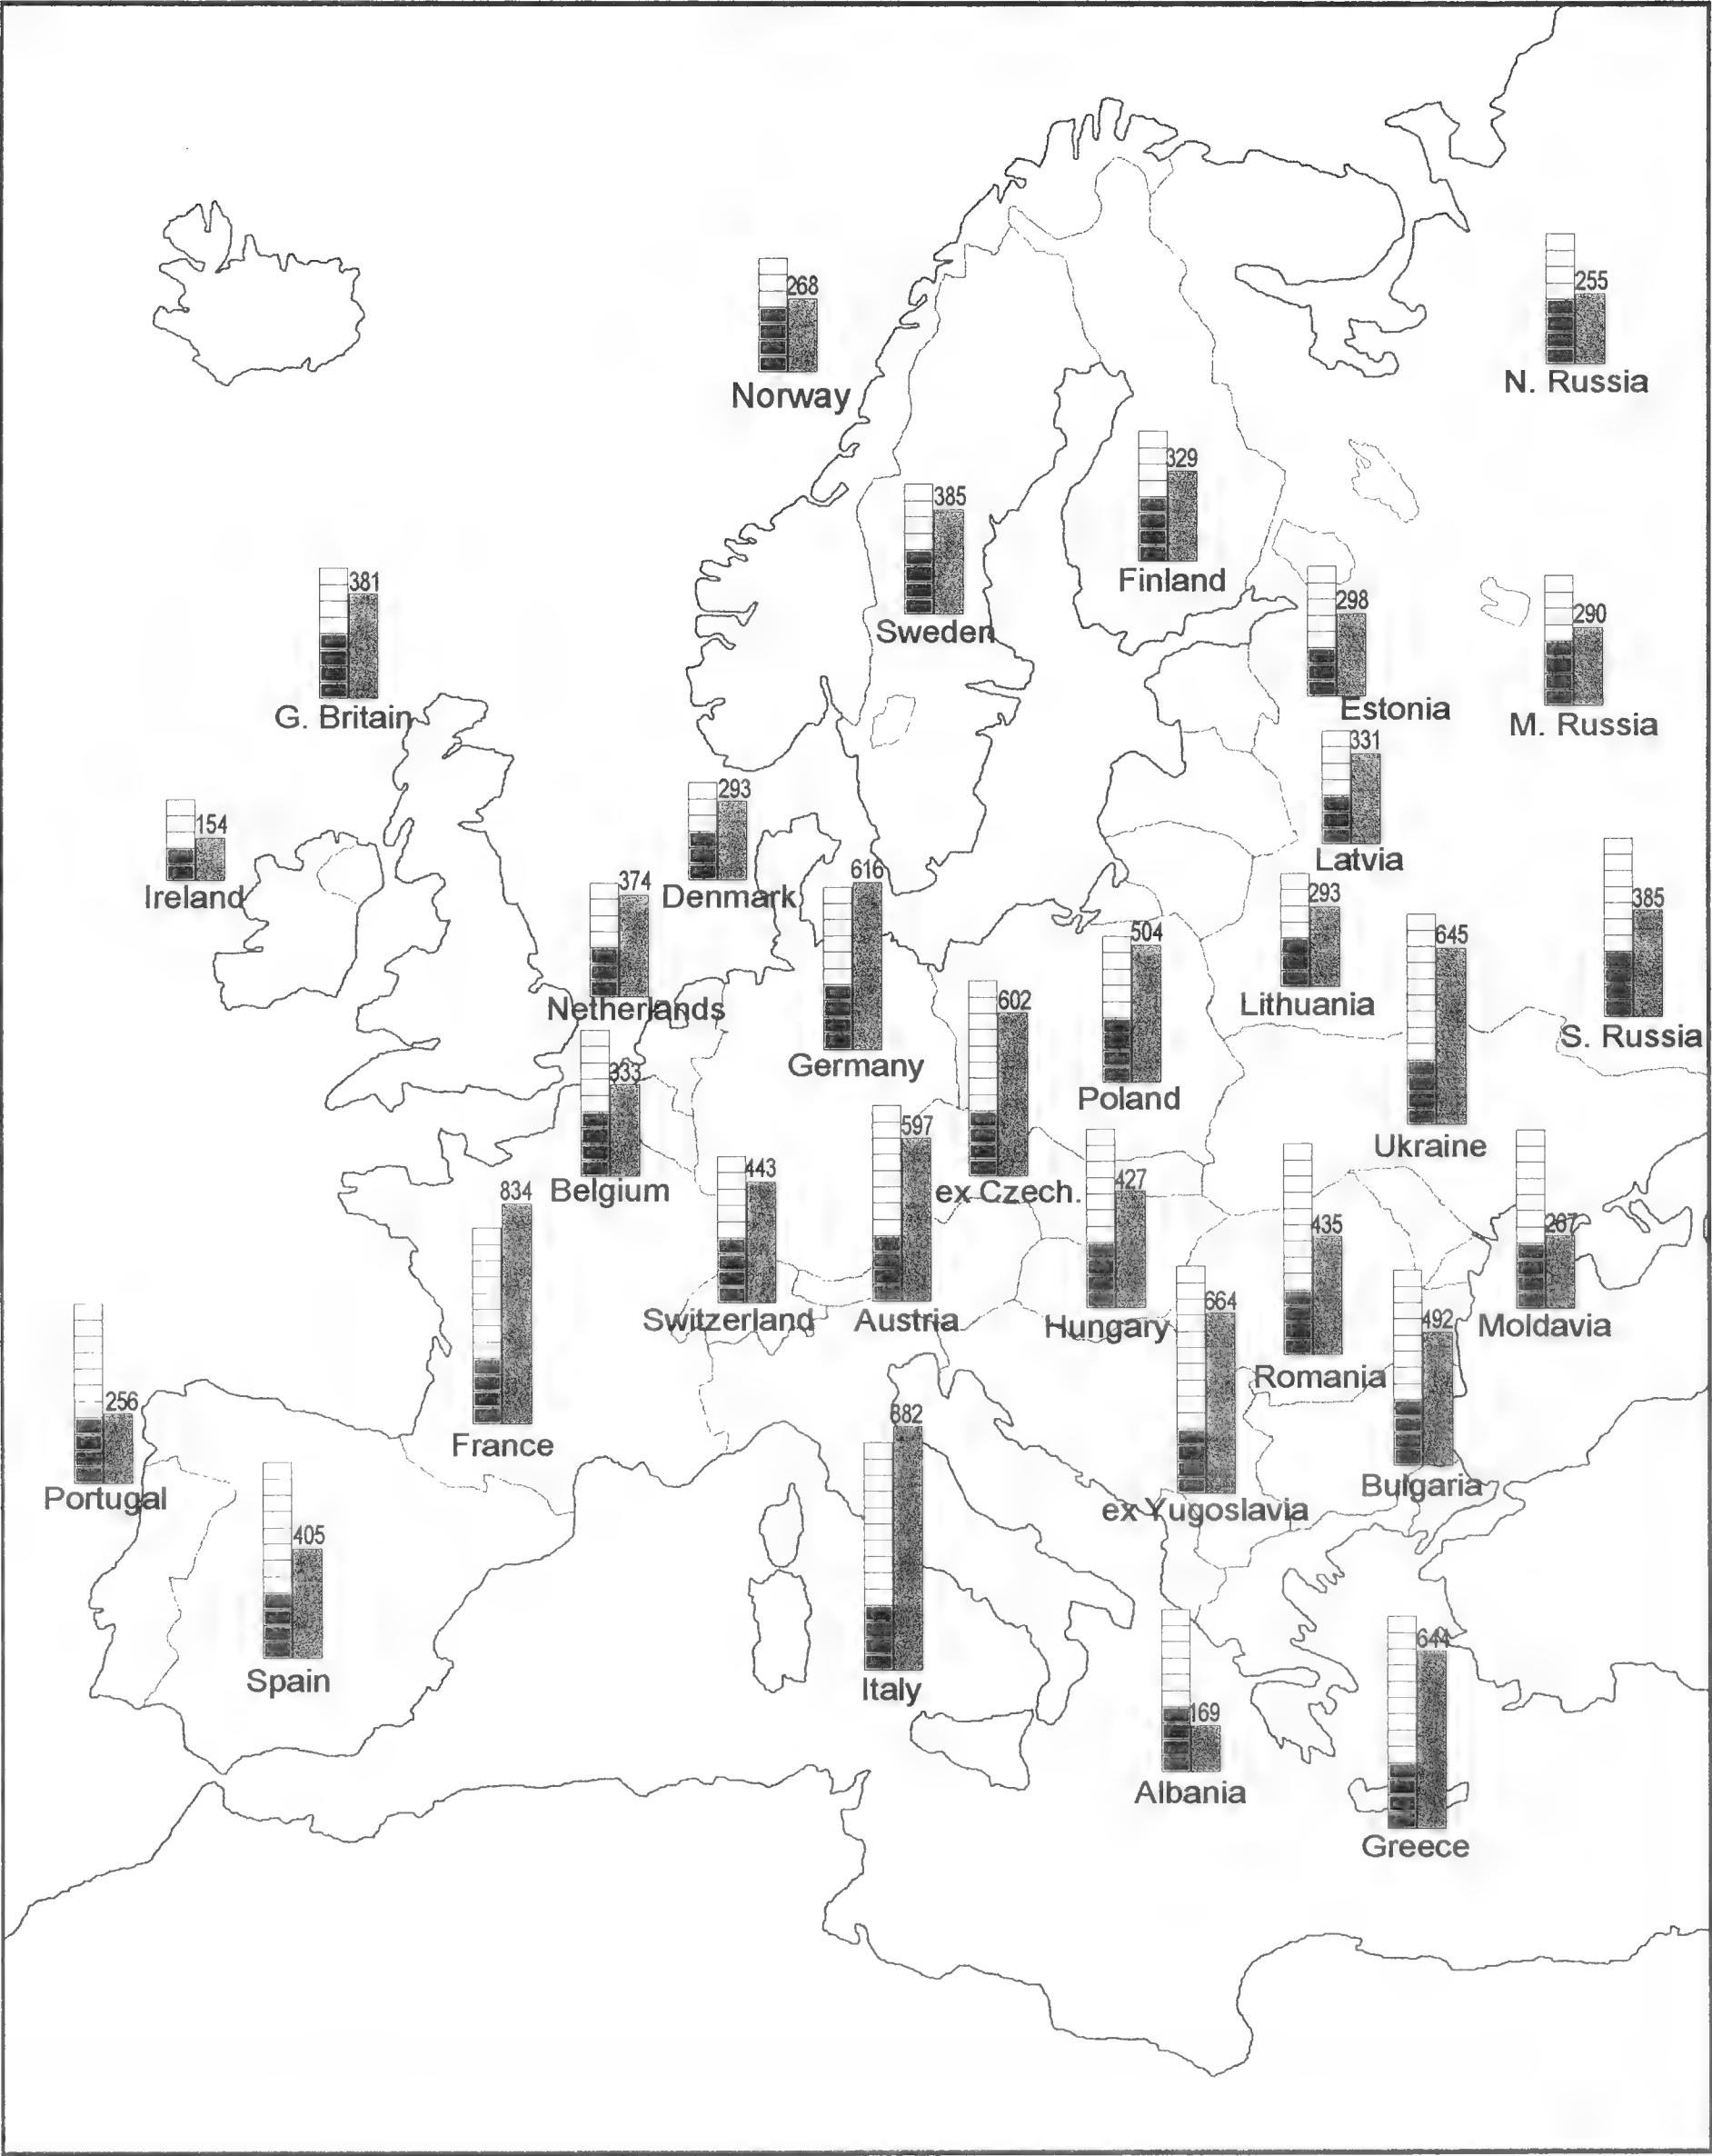 268
Norway
255
N. Russia
329
Finland
385
Sweden
381
G. Britain
298
Estonia
290
M. Russia
331
Latvia
154
Ireland
293
Denmark
374
Netherlands
616
Germany
504
Poland
293
Lithuania
645
Ukraine
385
S. Russia
602
ex Czech.
333
Belgium
597
Austria
443
Switzerland
427
Hungary
435
Romania
267
Moldavia
834
France
664
ex Yugoslavia
492
Bulgaria
256
Portugal
405
Spain
882
Italy
169
Albania
644
Greece